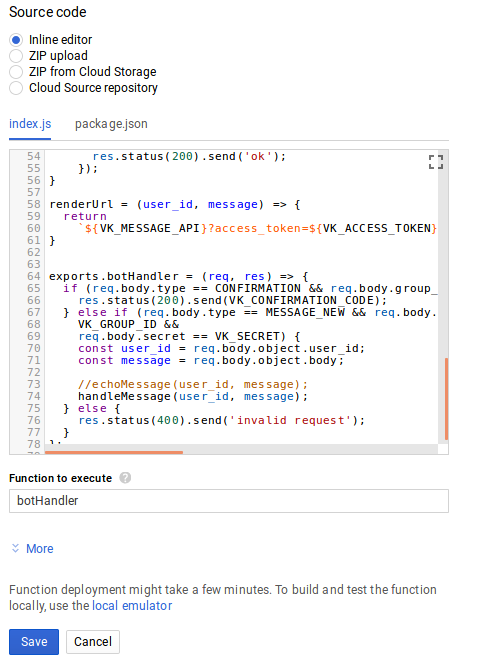 Source code
Inline editor
ZIP upload
ZIP from Cloud Storage
Cloud Source repository
index.js package.json
54 res.status(200).send('ok');
55 });
56 }
57
58 renderUrl = (user_id, message) => {
59 return
60 `${VK_MESSAGE_API}?access_token=${VK_ACCESS_TOKEN}
61 }
62
63
64 exports.botHandler = (req, res) => {
65 if (req.body.type == CONFIRMATION && req.body.group_
66 res.status(200).send(VK_CONFIRMATION_CODE);
67 } else if (req.body.type == MESSAGE_NEW && req.body.
68 VK_GROUP_ID &&
69 req.body.secret == VK_SECRET) {
70 const user_id = req.body.object.user_id;
71 const message = req.body.object.body;
72
73 //echoMessage(user_id, message);
74 handleMessage(user_id, message);
75 } else {
76 res.status(400).send('invalid request');
77 }
78 };
Function to execute ?
botHandler
More
Function deployment might take a few minutes. To build and test the function
locally, use the local emulator
Save Cancel